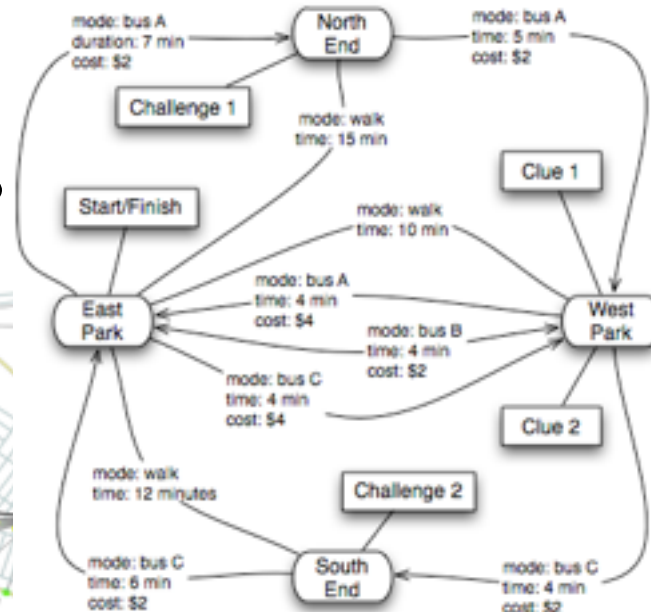 mode: bus A
duration: 7 min
cost: $2
North
End
mode: bus A
time: 5 min
cost: $2
Challenge 1
mode: walk
time: 15 min
Clue 1
Start/Finish
mode: walk
time: 10 min
East
Park
mode: bus A
time: 4 min
cost: $4
West
Park
mode: bus B
time: 4 min
cost: $2
mode: bus C
time: 4 min
cost: $4
Clue 2
mode: walk
time: 12 minutes
Challenge 2
mode: bus C
time: 6 min
cost: $2
South
End
mode: bus C
time: 4 min
cost: $2